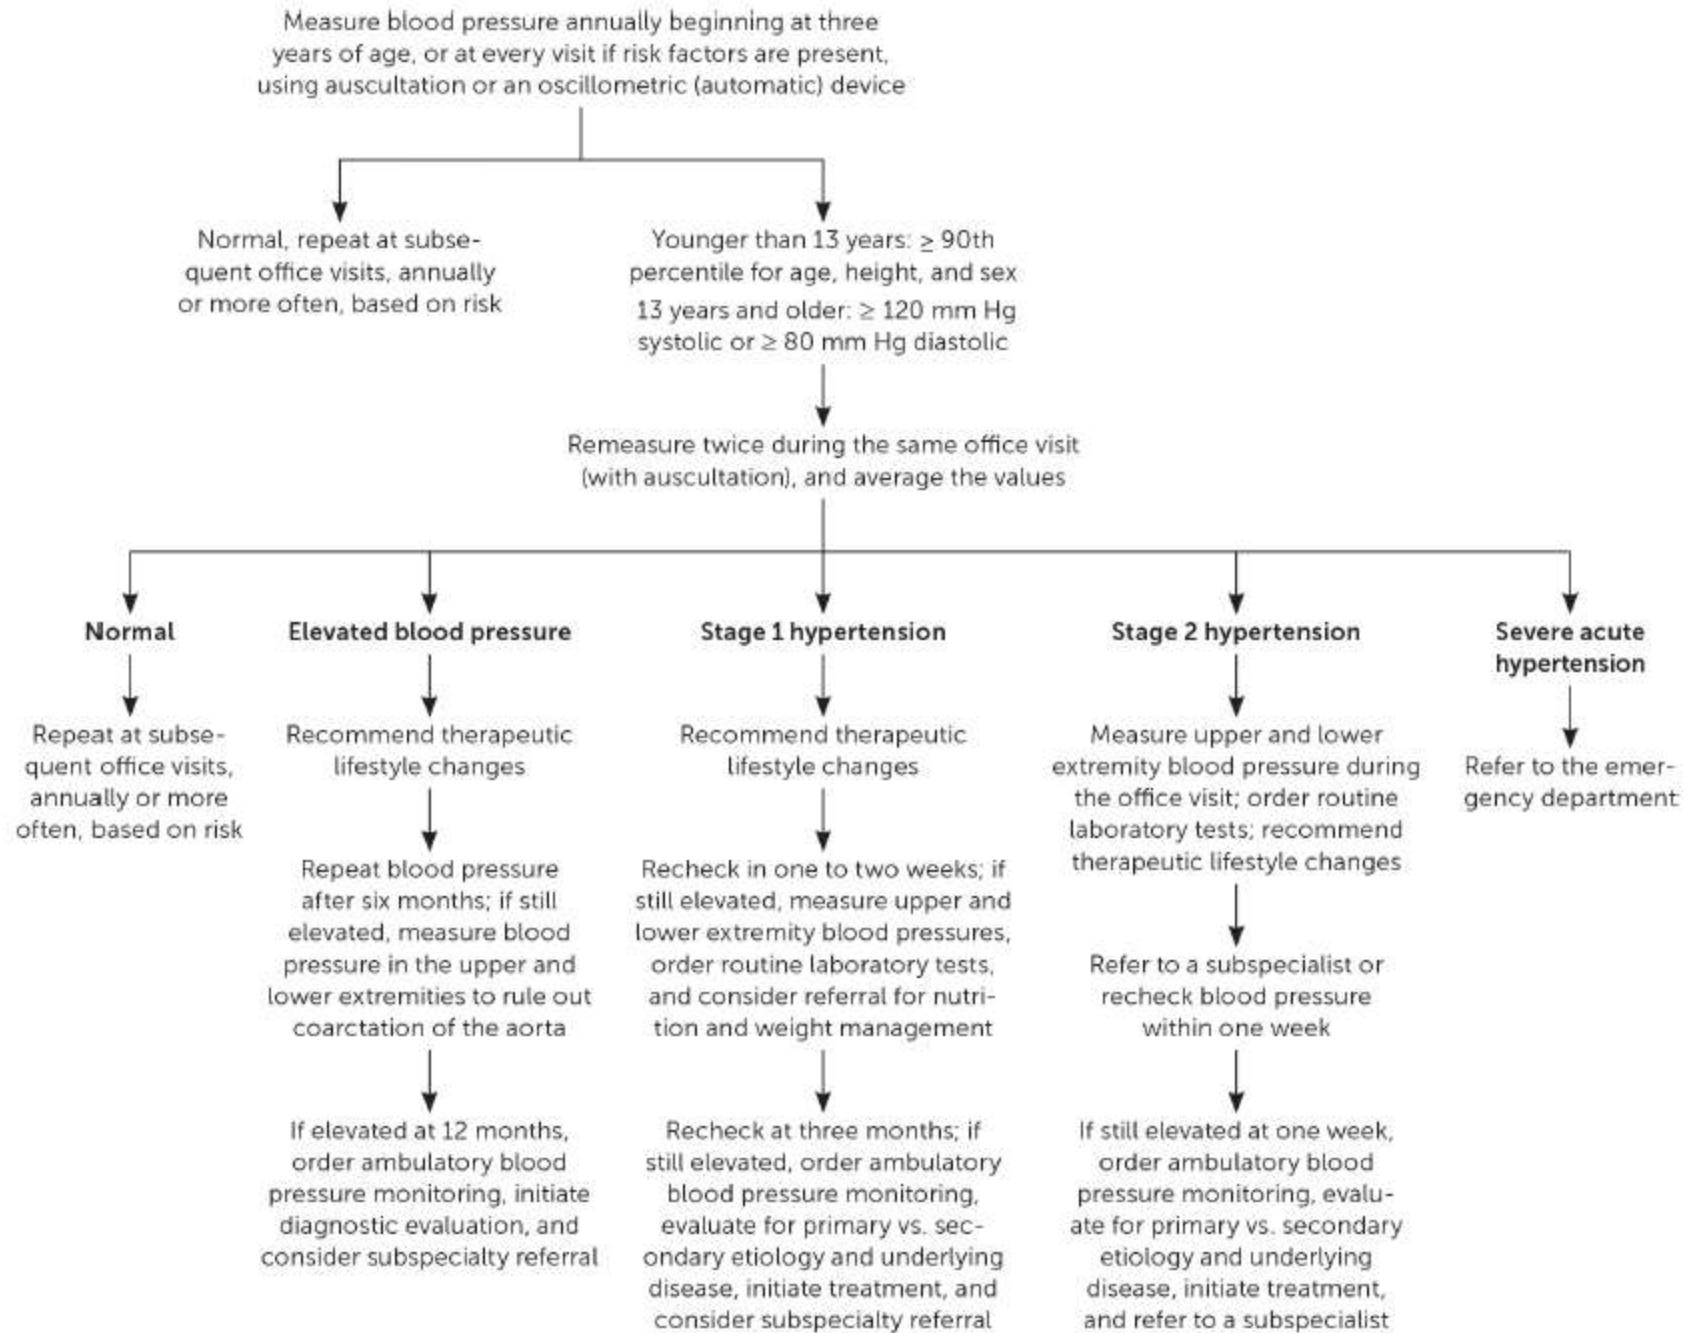 Measure blood pressure annually beginning at three
years of age, or at every visit if risk factors are present,
using auscultation or an oscillometric (automatic) device
Normal, repeat at subse-
quent office visits, annually
or more often, based on risk
Younger than 13 years: ≥ 90th
percentile for age, height, and sex
13 years and older: ≥ 120 mm Hg
systolic or ≥ 80 mm Hg diastolic
Remeasure twice during the same office visit
(with auscultation), and average the values
Normal
Repeat at subse-
quent office visits,
annually or more
often, based on risk
Elevated blood pressure
Recommend therapeutic
lifestyle changes
Repeat blood pressure
after six months; if still
elevated, measure blood
pressure in the upper and
lower extremities to rule out
coarctation of the aorta
If elevated at 12 months,
order ambulatory blood
pressure monitoring, initiate
diagnostic evaluation, and
consider subspecialty referral
Stage 1 hypertension
Recommend therapeutic
lifestyle changes
Recheck in one to two weeks; if
still elevated, measure upper and
lower extremity blood pressures,
order routine laboratory tests,
and consider referral for nutri-
tion and weight management
Recheck at three months; if
still elevated, order ambulatory
blood pressure monitoring,
evaluate for primary vs. sec-
ondary etiology and underlying
disease, initiate treatment, and
consider subspecialty referral
Stage 2 hypertension
Measure upper and lower
extremity blood pressure during
the office visit; order routine
laboratory tests; recommend
therapeutic lifestyle changes
Refer to a subspecialist or
recheck blood pressure
within one week
If still elevated at one week,
order ambulatory blood
pressure monitoring, evalu-
ate for primary vs. secondary
etiology and underlying
disease, initiate treatment,
and refer to a subspecialist
Severe acute
hypertension
Refer to the emer-
gency department